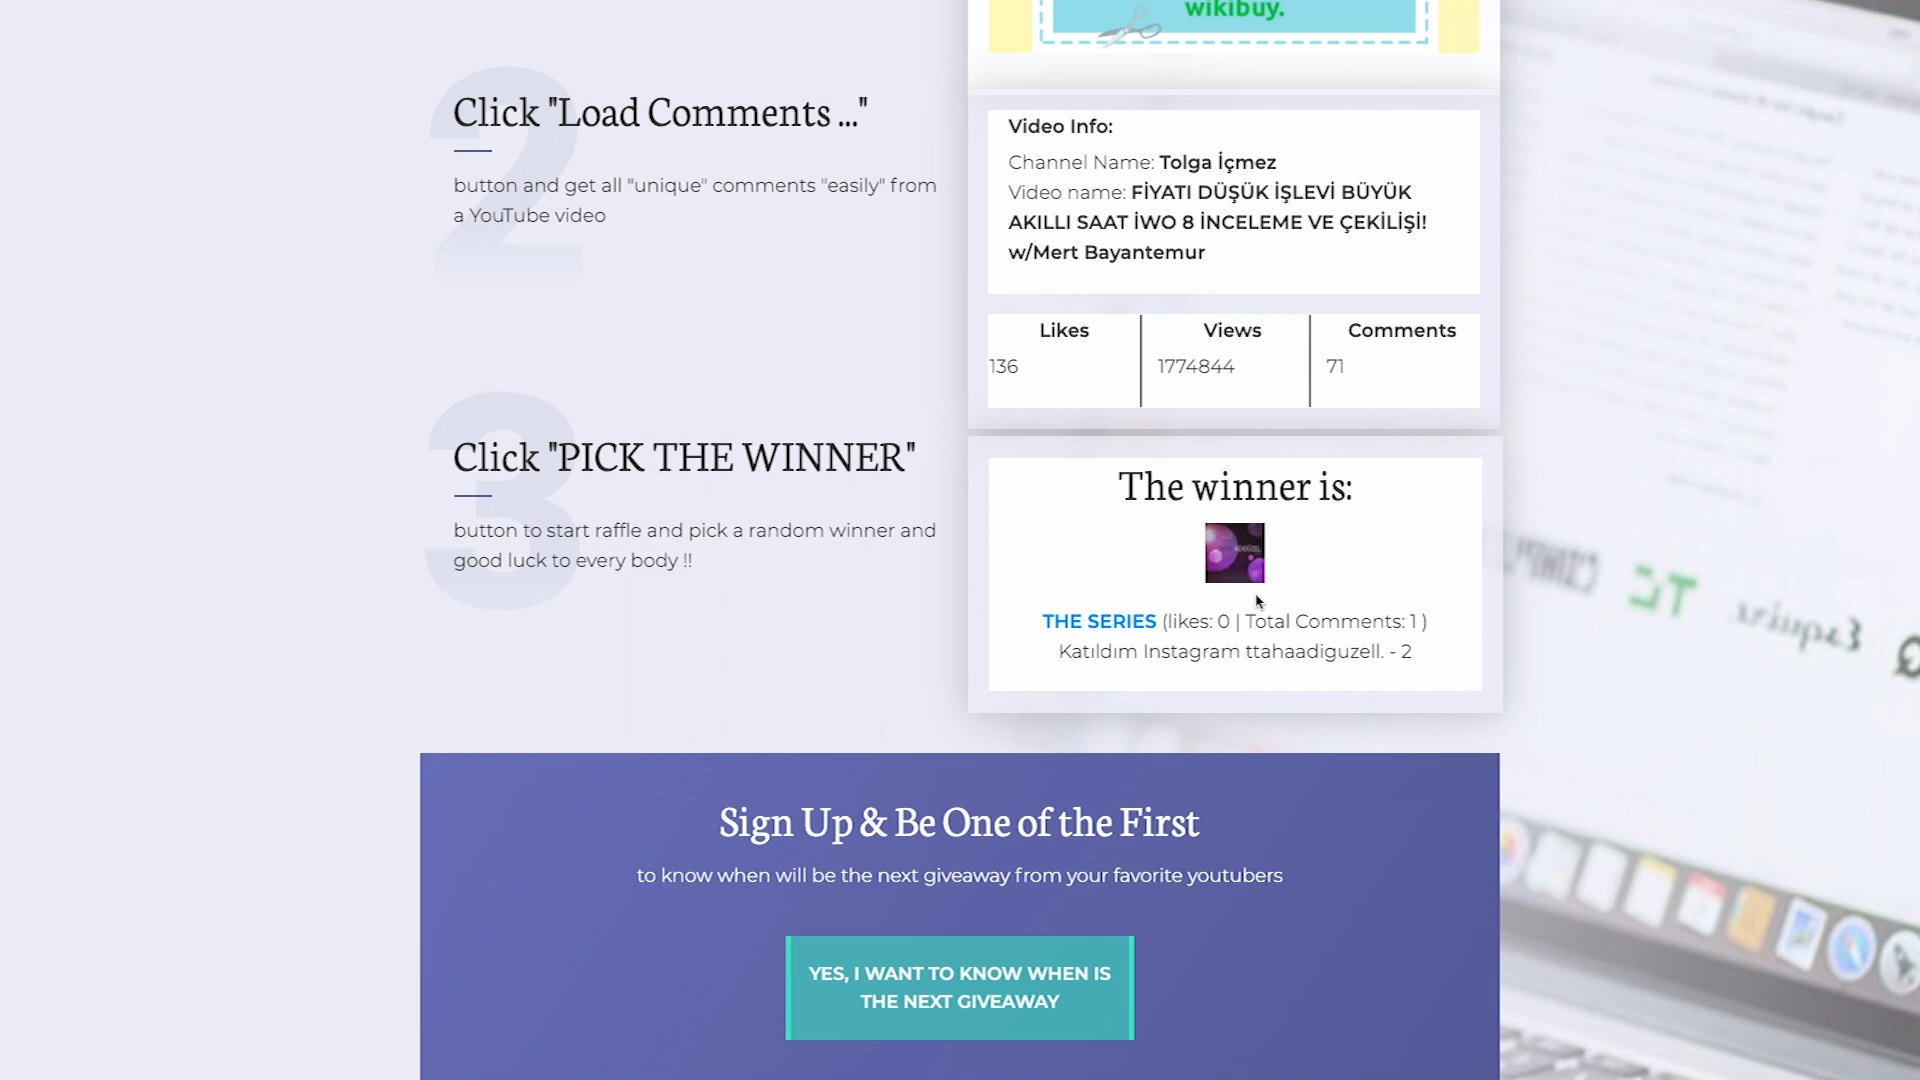 wikibuy.
2
Click "Load Comments ..."
button and get all "unique" comments "easily" from
a YouTube video
Video Info:
Channel Name: Tolga İçmez
Video name: FİYATI DÜŞÜK İŞLEVİ BÜYÜK
AKILLI SAAT İWO 8 İNCELEME VE ÇEKİLİŞİ!
w/Mert Bayantemur
Likes Views Comments
136 1774844 71
3
Click "PICK THE WINNER"
button to start raffle and pick a random winner and
good luck to every body !!
The winner is:
THE SERIES (likes: 0 | Total Comments: 1 )
Katıldım Instagram ttahaadiguzell. - 2
Esquire TC
Sign Up & Be One of the First
to know when will be the next giveaway from your favorite youtubers
YES, I WANT TO KNOW WHEN IS
THE NEXT GIVEAWAY